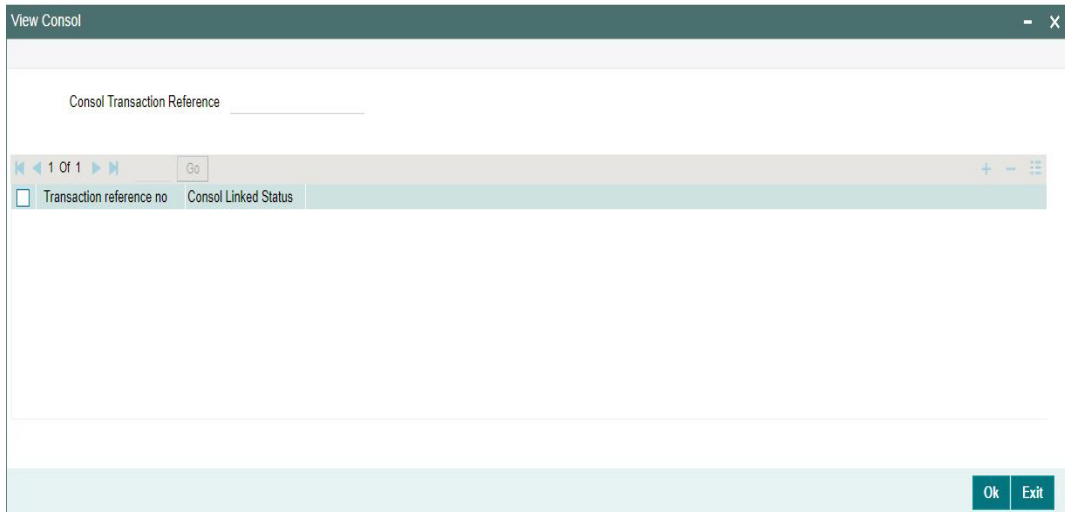 View Consol
Consol Transaction Reference
1 Of 1 Go
Transaction reference no Consol Linked Status
Ok Exit